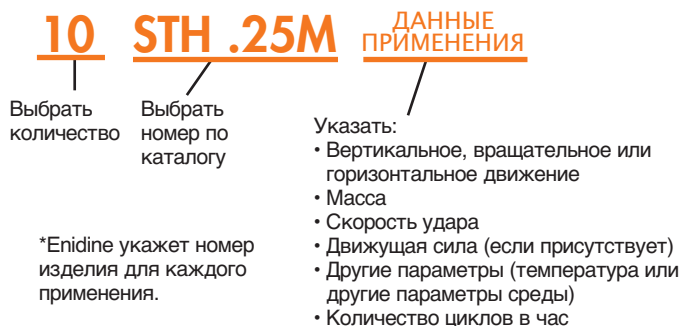 10 STH .25M ДАННЫЕ ПРИМЕНЕНИЯ
Выбрать количество
Выбрать номер по каталогу
Указать:
• Вертикальное, вращательное или
горизонтальное движение
• Масса
• Скорость удара
• Движущая сила (если присутствует)
• Другие параметры (температура или
другие параметры среды)
• Количество циклов в час
*Enidine укажет номер
изделия для каждого
применения.